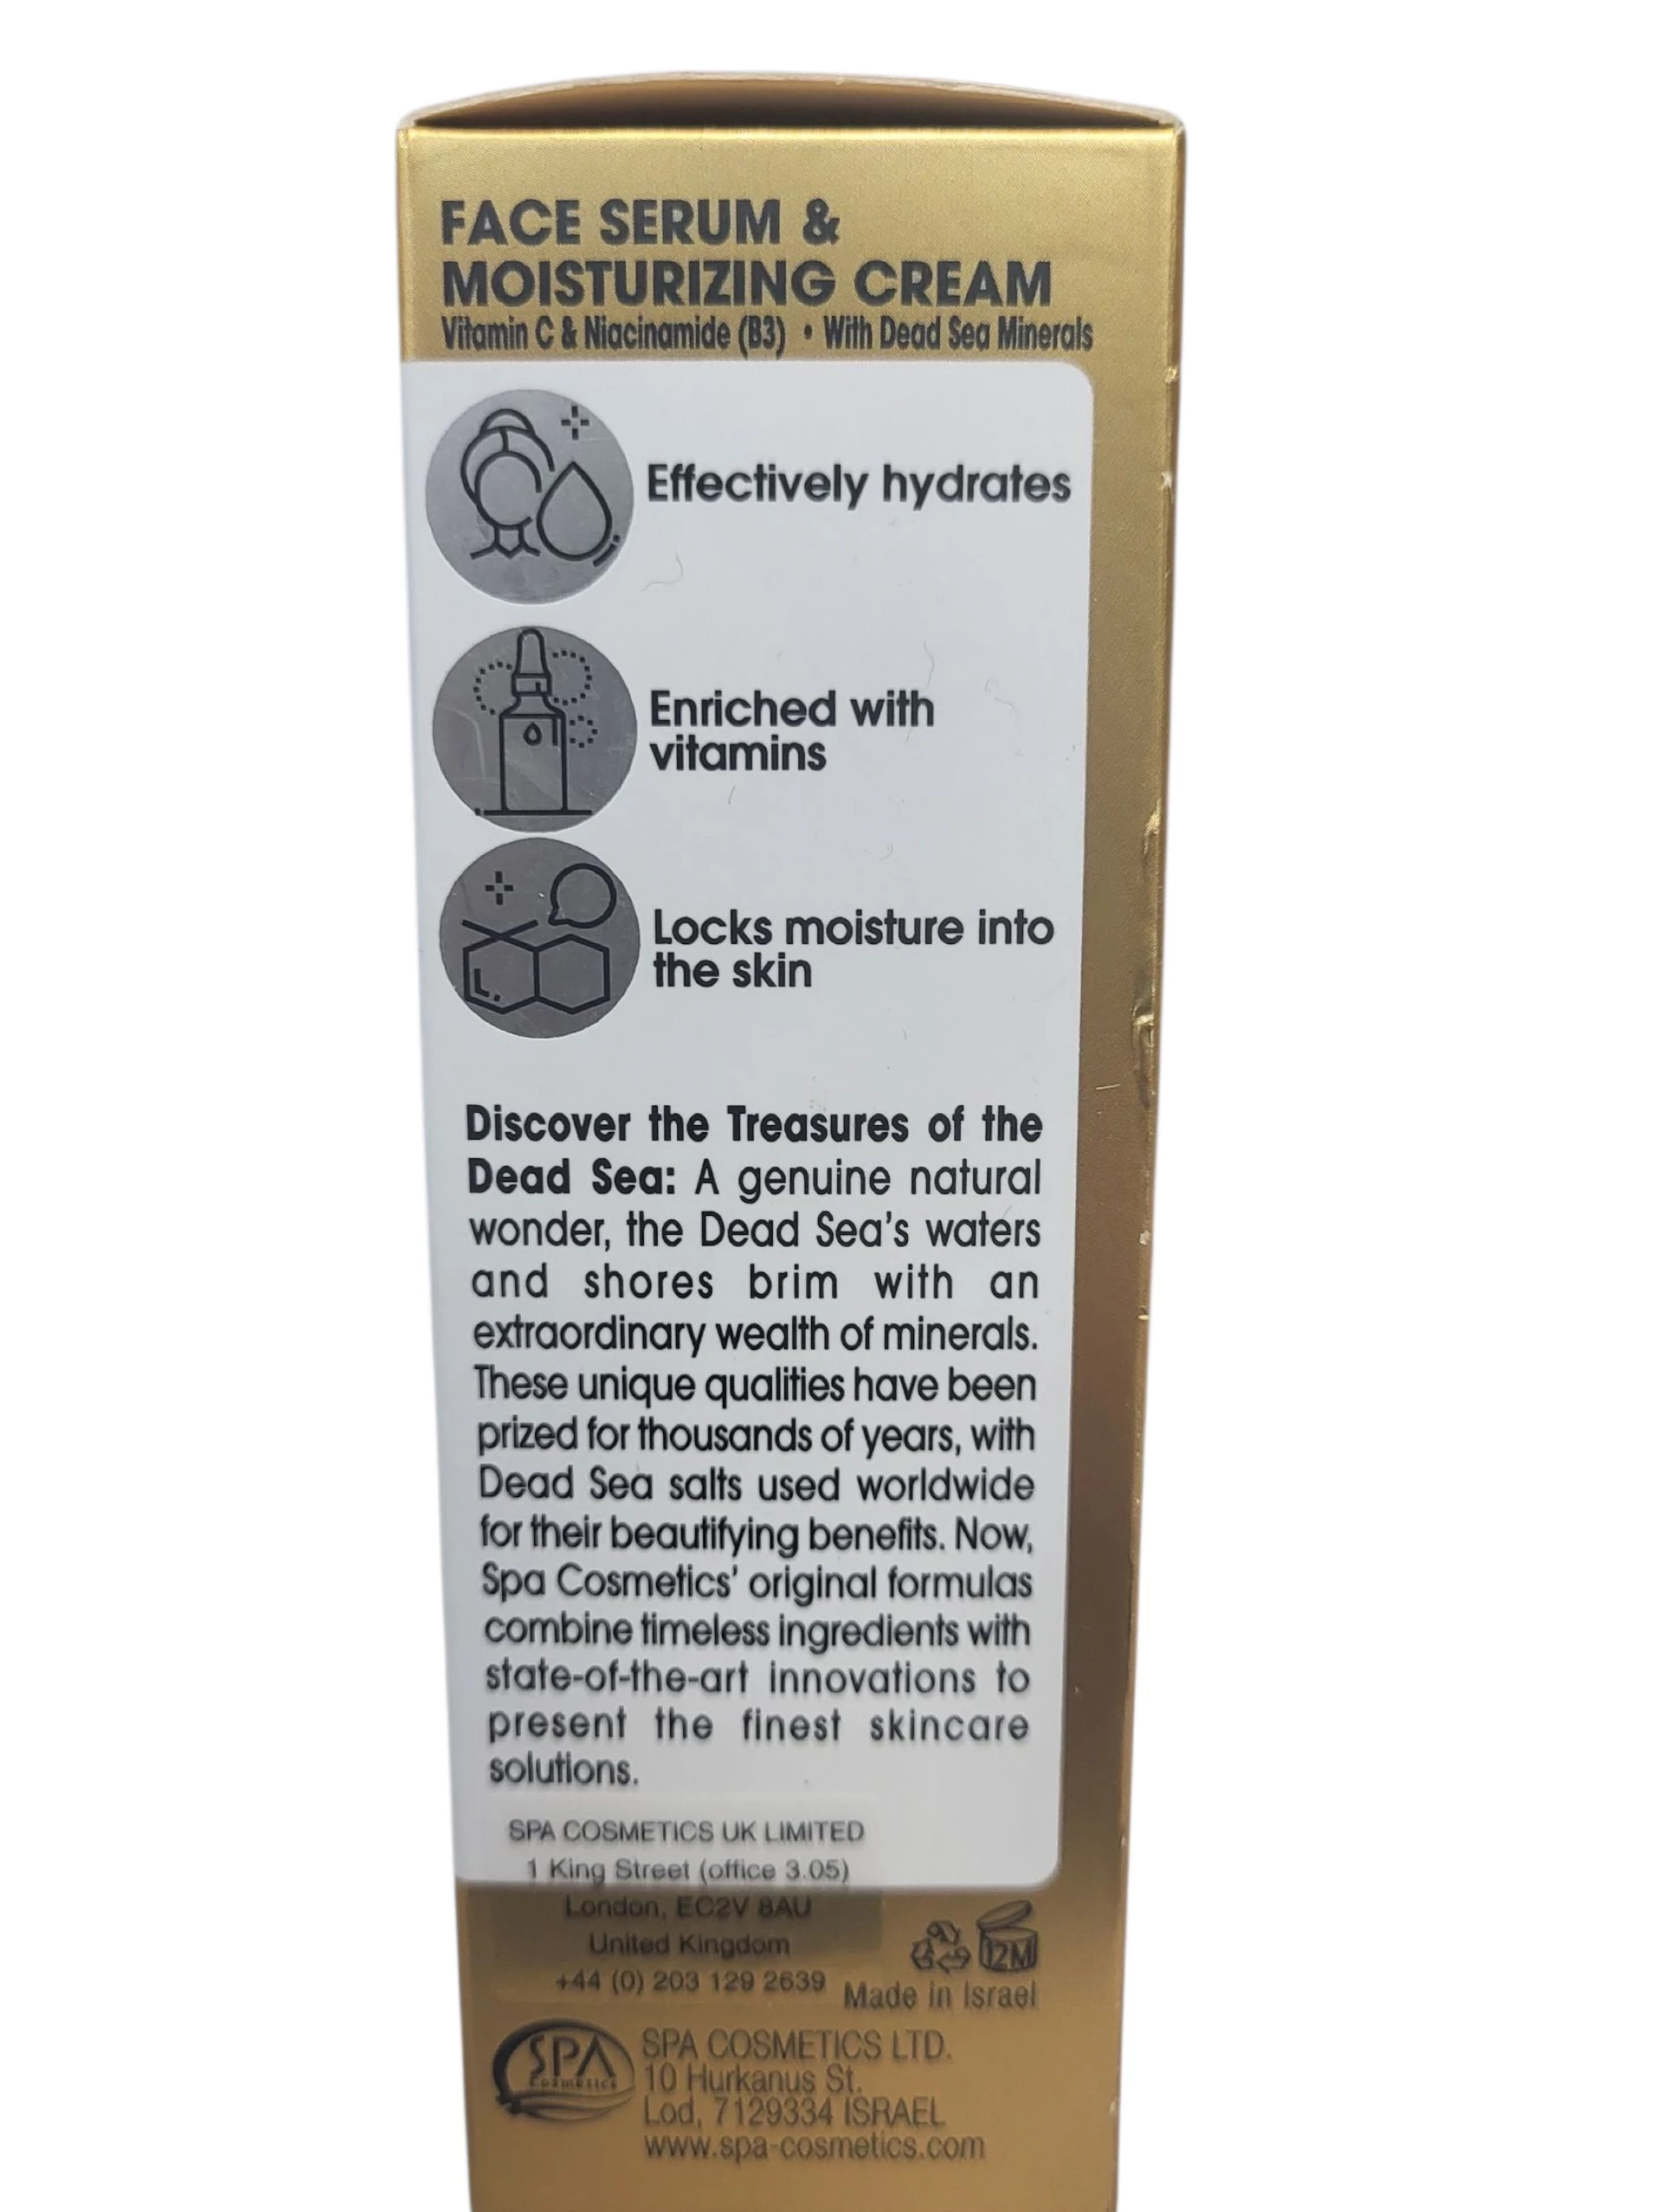 FACE SERUM &
MOISTURIZING CREAM
Vitamin C & Niacinamide (B3) • With Dead Sea Minerals
Effectively hydrates
Enriched with
vitamins
Locks moisture into
the skin
Discover the Treasures of the
Dead Sea: A genuine natural
wonder, the Dead Sea's waters
and shores brim with an
extraordinary wealth of minerals.
These unique qualities have been
prized for thousands of years, with
Dead Sea salts used worldwide
for their beautifying benefits. Now,
Spa Cosmetics' original formulas
combine timeless ingredients with
state-of-the-art innovations to
present the finest skincare
solutions.
SPA COSMETICS UK LIMITED
1 King Street (office 3.05)
London, EC2V 8AU
United Kingdom
+44 (0) 203 129 2639
12M
Made in Israel
SPA
Cosmetics
SPA COSMETICS LTD.
10 Hurkanus St.
Lod, 7129334 ISRAEL
www.spa-cosmetics.com